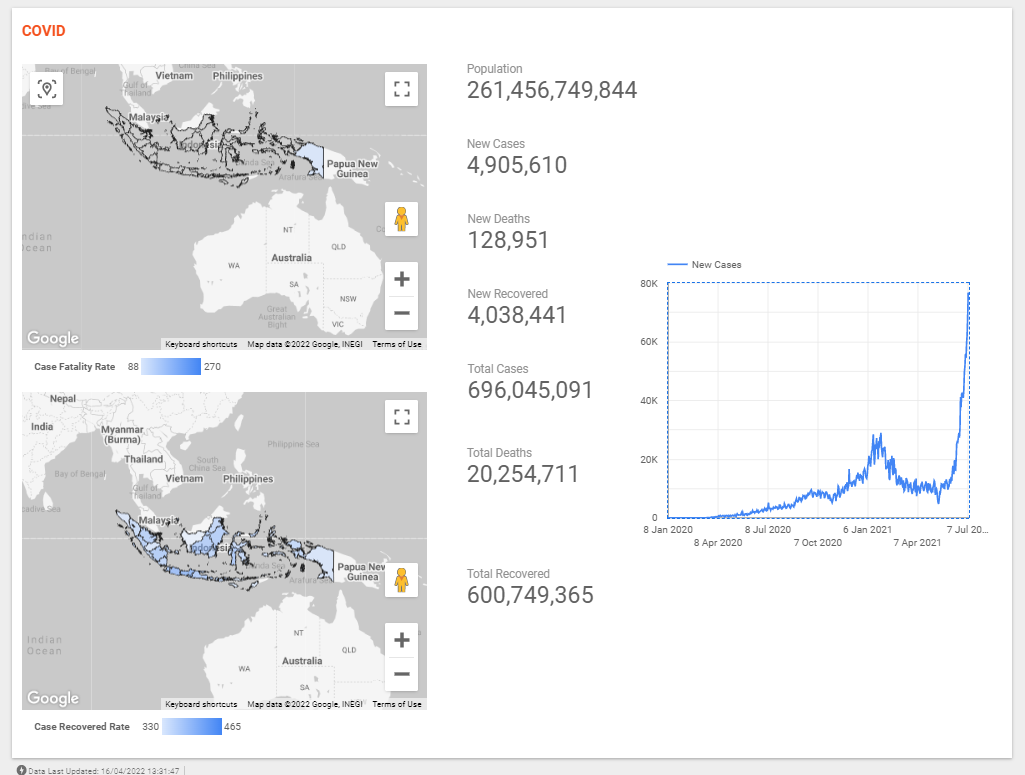 COVID
Bay of Bengal
China Sea
Vietnam
Philippines
Gulf of
Thailand
Malaysia
Indonesia
Banda Sea
Arafura Sea
Papua New
Guinea
Indian
Ocean
NT
QLD
WA
Australia
SA
NSW
Great
Australian
Bight
VIC
Google
Keyboard shortcuts
Map data ©2022 Google, INEGI
Terms of Use
Case Fatality Rate
88
270
Nepal
India
Myanmar
(Burma)
Philippine Sea
Thailand
South
China Sea
Bay of Bengal
Vietnam
Philippines
Gulf of
Thailand
Malaysia
Indonesia
Banda Sea
Arafura Sea
Papua New
Guinea
Indian
Ocean
NT
QLD
WA
Australia
SA
Google
Keyboard shortcuts
Map data ©2022 Google, INEGI
Terms of Use
Case Recovered Rate
330
465
Population
261,456,749,844
New Cases
4,905,610
New Deaths
128,951
New Recovered
4,038,441
Total Cases
696,045,091
Total Deaths
20,254,711
Total Recovered
600,749,365
New Cases
80K
60K
40K
20K
0
8 Jan 2020
8 Apr 2020
8 Jul 2020
7 Oct 2020
6 Jan 2021
7 Apr 2021
7 Jul 20...
Data Last Updated: 16/04/2022 13:31:47